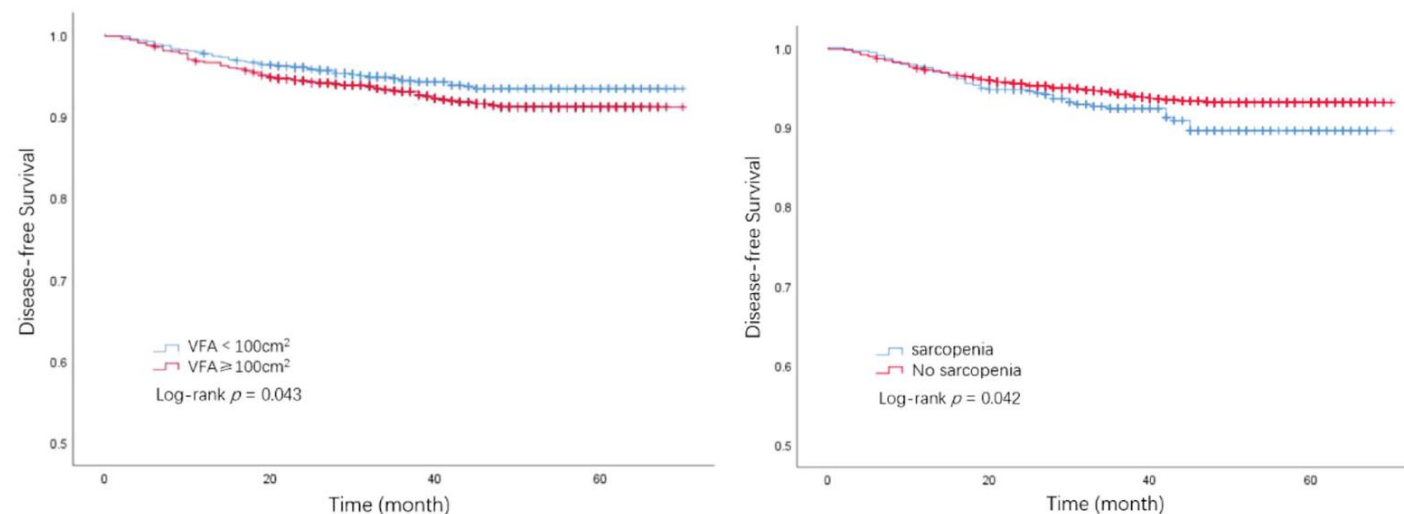 Disease-free Survival
1.0
0.9
0.8
0.7
0.6
0.5
VFA < 100cm²
VFA ≥ 100cm²
Log-rank p = 0.043
0 20 40 60
Time (month)
Disease-free Survival
1.0
0.9
0.8
0.7
0.6
0.5
sarcopenia
No sarcopenia
Log-rank p = 0.042
0 20 40 60
Time (month)